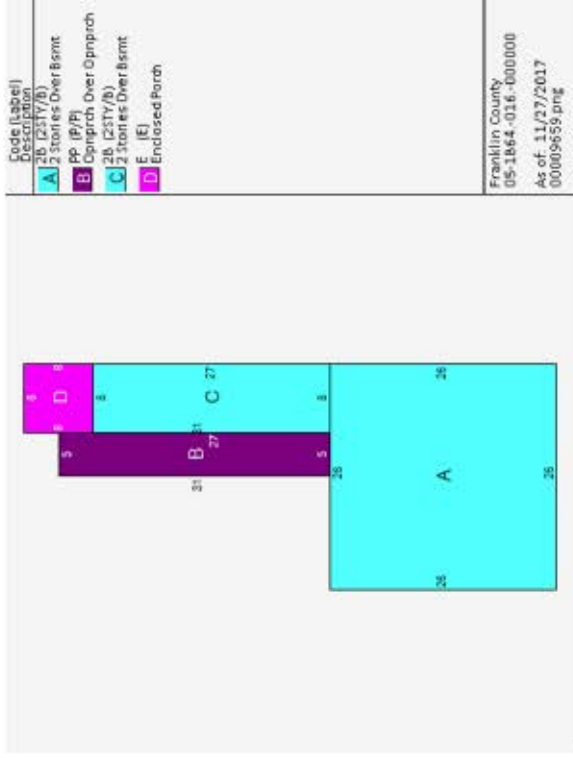 Code (Label)
Description
A 2B (2STY/B)
2 Stories Over Bsmt
B PP (P/P)
Opnprch Over Opnprch
C 2B (2STY/B)
2 Stories Over Bsmt
D E (E)
Enclosed Porch
8
8 D 8
8
5
31 B 27 31 C 27
5
8
26
26 A 26
26
Franklin County
05-1864.-016.-000000
As of: 11/27/2017
00009659.png